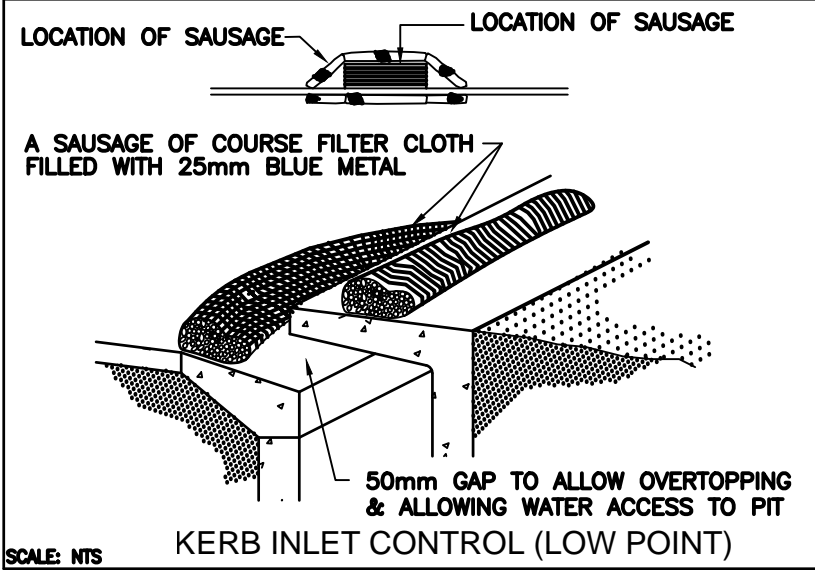 LOCATION OF SAUSAGE
LOCATION OF SAUSAGE
A SAUSAGE OF COURSE FILTER CLOTH
FILLED WITH 25mm BLUE METAL
50mm GAP TO ALLOW OVERTOPPING
& ALLOWING WATER ACCESS TO PIT
KERB INLET CONTROL (LOW POINT)
SCALE: NTS